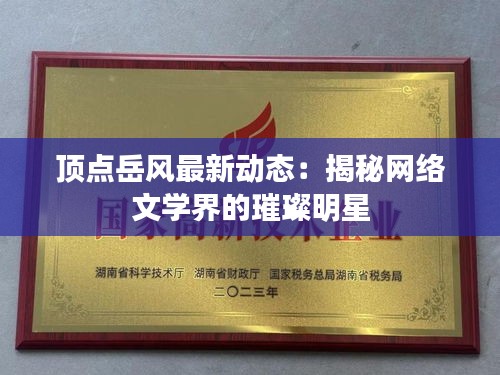 顶点岳风最新动态：揭秘网络
文学界的璀璨明星
国家高新技术企业
湖南省科学技术厅 湖南省财政厅 国家税务总局湖南省税务局
二〇二三年